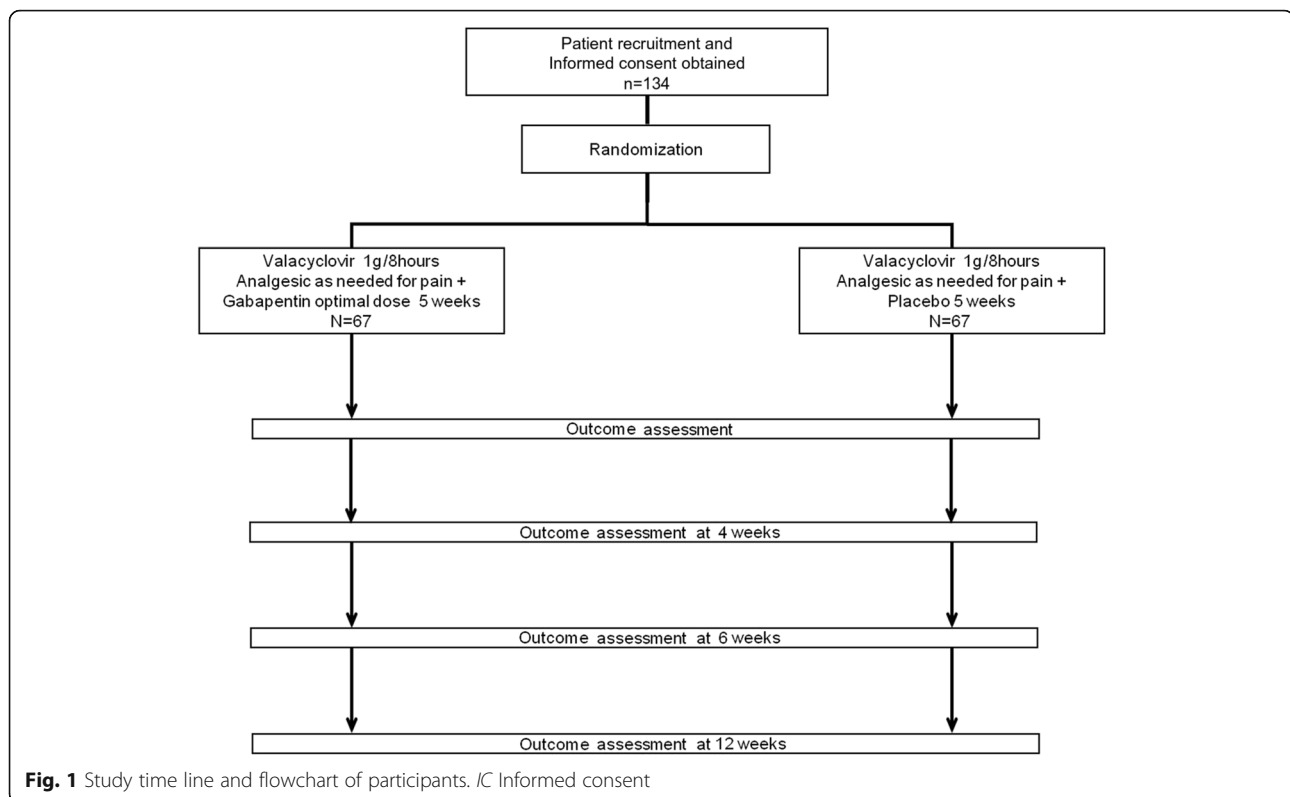 Patient recruitment and
Informed consent obtained
n=134
Randomization
Valacyclovir 1g/8hours
Analgesic as needed for pain +
Gabapentin optimal dose 5 weeks
N=67
Valacyclovir 1g/8hours
Analgesic as needed for pain +
Placebo 5 weeks
N=67
Outcome assessment
Outcome assessment at 4 weeks
Outcome assessment at 6 weeks
Outcome assessment at 12 weeks
Fig. 1 Study time line and flowchart of participants. IC Informed consent